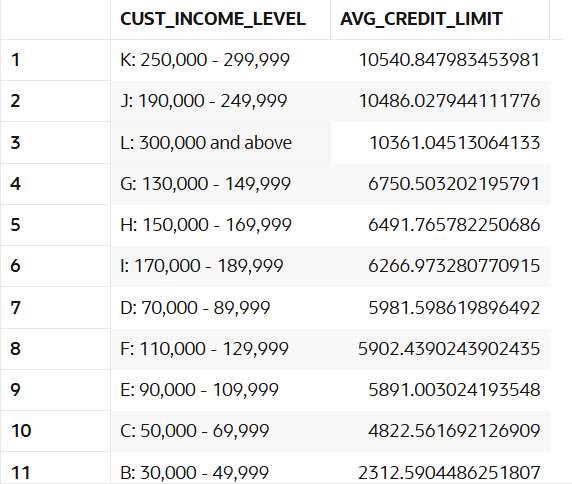 CUST_INCOME_LEVEL AVG_CREDIT_LIMIT
1 K: 250,000 - 299,999 10540.847983453981
2 J: 190,000 - 249,999 10486.027944111776
3 L: 300,000 and above 10361.04513064133
4 G: 130,000 - 149,999 6750.503202195791
5 H: 150,000 - 169,999 6491.765782250686
6 I: 170,000 - 189,999 6266.973280770915
7 D: 70,000 - 89,999 5981.598619896492
8 F: 110,000 - 129,999 5902.4390243902435
9 E: 90,000 - 109,999 5891.003024193548
10 C: 50,000 - 69,999 4822.561692126909
11 B: 30,000 - 49,999 2312.5904486251807